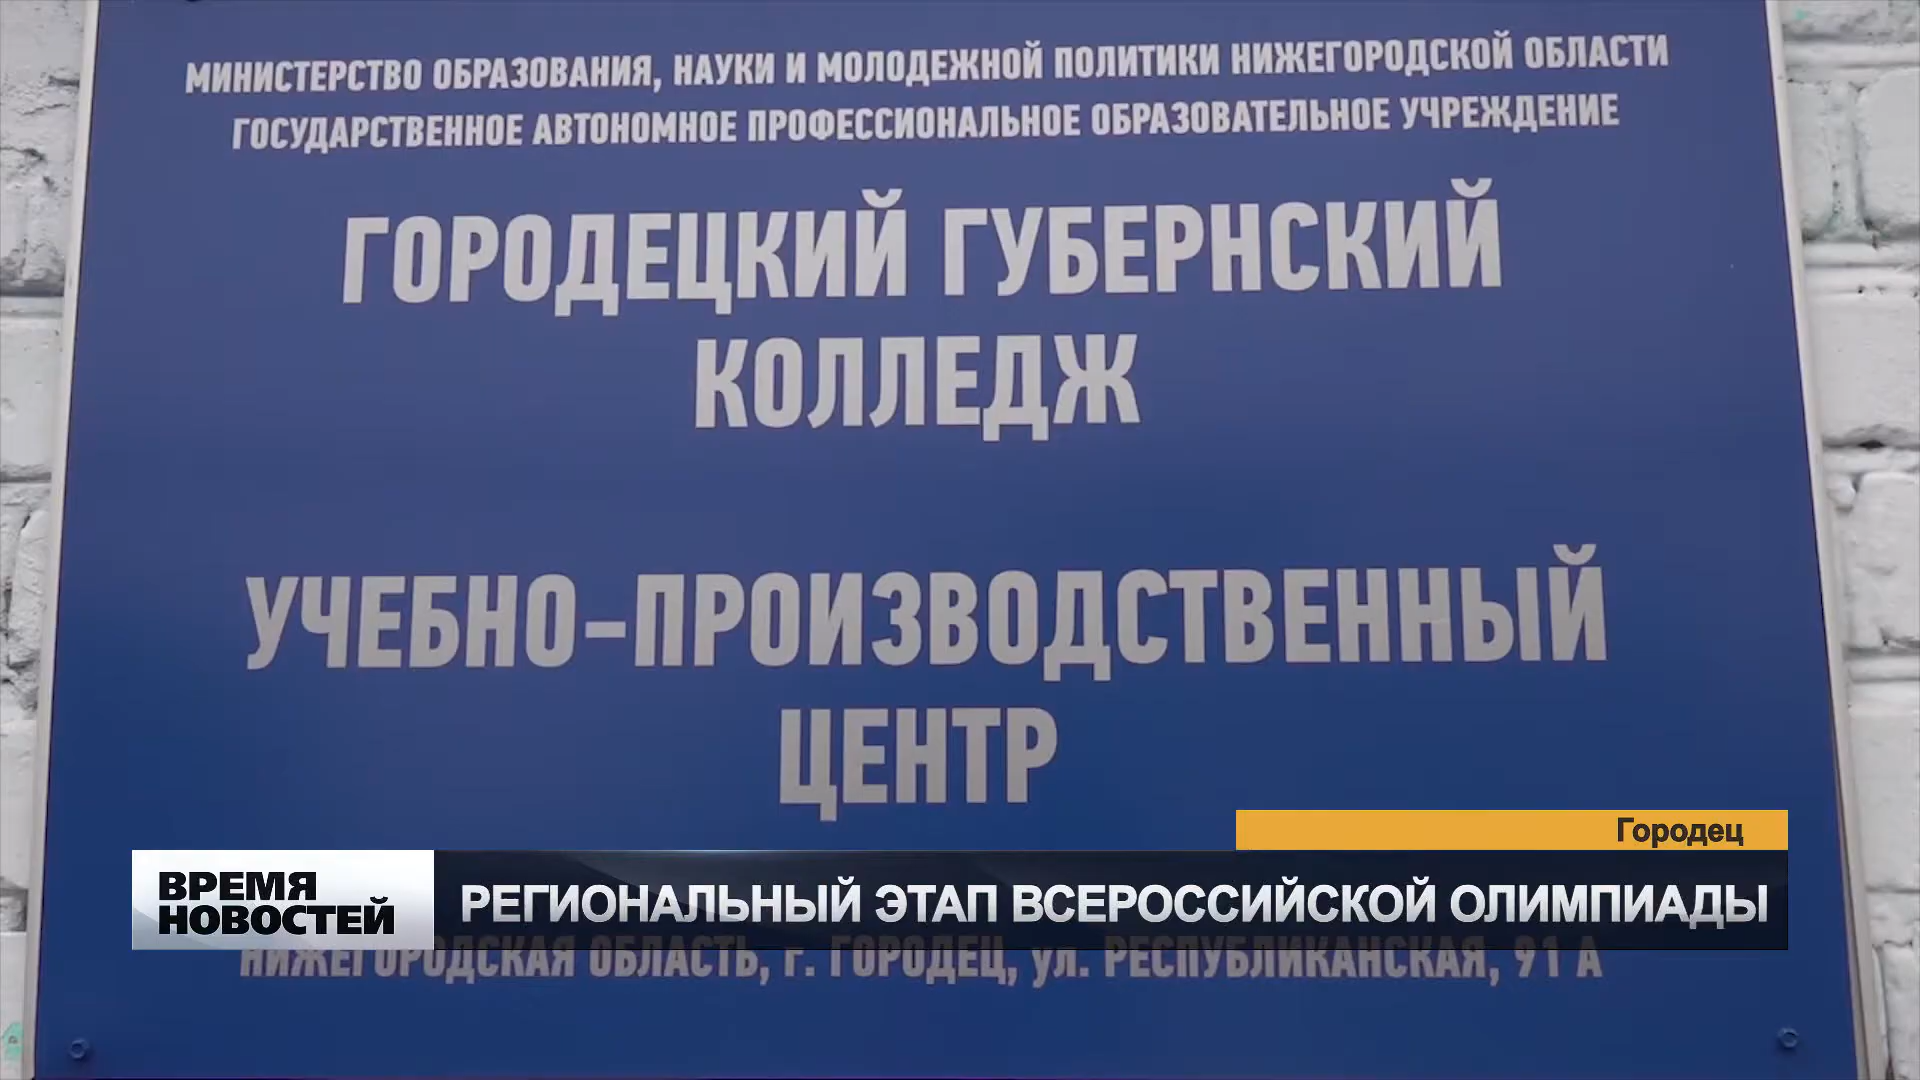 МИНИСТЕРСТВО ОБРАЗОВАНИЯ, НАУКИ И МОЛОДЕЖНОЙ ПОЛИТИКИ НИЖЕГОРОДСКОЙ ОБЛАСТИ
ГОСУДАРСТВЕННОЕ АВТОНОМНОЕ ПРОФЕССИОНАЛЬНОЕ ОБРАЗОВАТЕЛЬНОЕ УЧРЕЖДЕНИЕ
ГОРОДЕЦКИЙ ГУБЕРНСКИЙ
КОЛЛЕДЖ
УЧЕБНО-ПРОИЗВОДСТВЕННЫЙ
ЦЕНТР
Городец
ВРЕМЯ
НОВОСТЕЙ
РЕГИОНАЛЬНЫЙ ЭТАП ВСЕРОССИЙСКОЙ ОЛИМПИАДЫ
НИЖЕГОРОДСКАЯ ОБЛАСТЬ, г. ГОРОДЕЦ, ул. РЕСПУБЛИКАНСКАЯ, 91 А